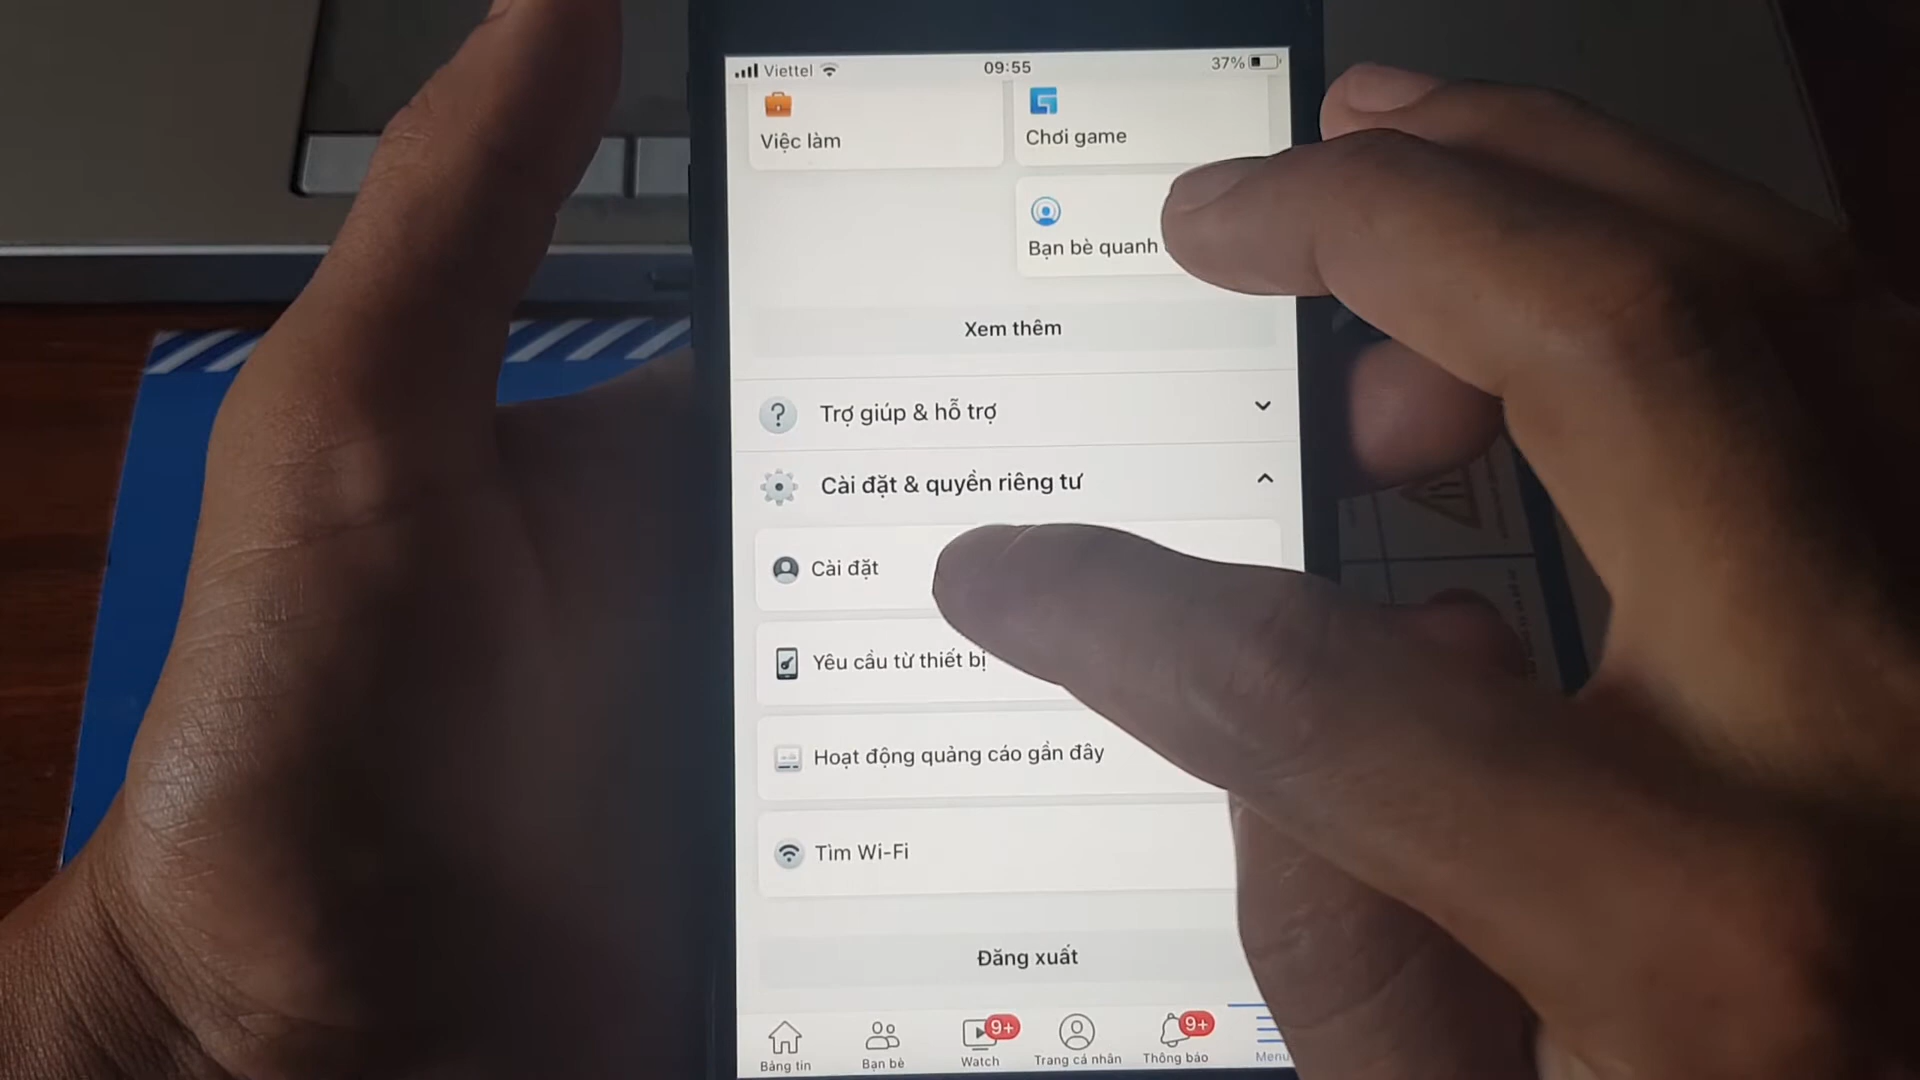 Viettel
09:55
37%
Việc làm
Chơi game
Bạn bè quanh
Xem thêm
Trợ giúp & hỗ trợ
Cài đặt & quyền riêng tư
Cài đặt
Yêu cầu từ thiết bị
Hoạt động quảng cáo gần đây
Tìm Wi-Fi
Đăng xuất
9+
9+
Bảng tin
Bạn bè
Watch
Trang cá nhân
Thông báo
Menu